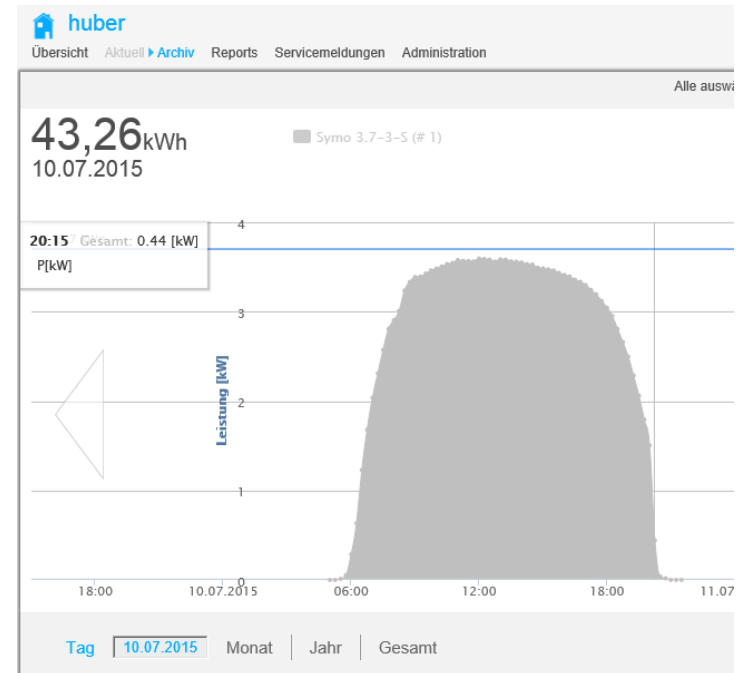 huber
Übersicht Aktuell Archiv Reports Servicemeldungen Administration
Alle auswä
43,26kWh
10.07.2015
Symo 3.7-3-S (# 1)
20:15 Gesamt: 0.44 [kW]
P[kW]
Leistung [kW]
4
3
2
1
0
18:00 10.07.2015 06:00 12:00 18:00 11.07
Tag 10.07.2015 Monat Jahr Gesamt